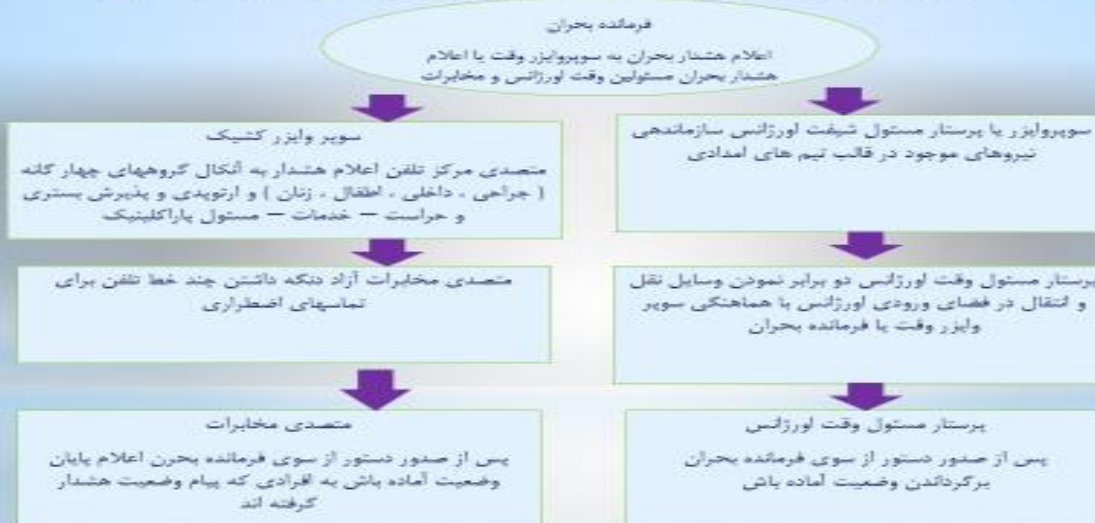 فرمانده بحران
اعلام هشدار بحران به سوپروایزر وقت یا اعلام
هشدار بحران مسئولین وقت اورژانس و مخابرات
سوپروایزر یا پرستار مسئول شیفت اورژانس سازماندهی
نیروهای موجود در قالب تیم های امدادی
پرستار مسئول وقت اورژانس دو برابر نمودن وسایل نقل
و انتقال در فضای ورودی اورژانس با هماهنگی سوپر
وایزر وقت یا فرمانده بحران
پرستار مسئول وقت اورژانس
پس از صدور دستور از سوی فرمانده بحران
برگرداندن وضعیت آماده باش
سوپر وایزر کشیک
متصدی مرکز تلفن اعلام هشدار به آنکال گروههای چهار گانه
( جراحی ، داخلی ، اطفال ، زنان ) و ارتوپدی و پذیرش بستری
و حراست – خدمات – مسئول پاراکلینیک
متصدی مخابرات آزاد دنگه داشتن چند خط تلفن برای
تماسهای اضطراری
متصدی مخابرات
پس از صدور دستور از سوی فرمانده بحرن اعلام پایان
وضعیت آماده باش به افرادی که پیام وضعیت هشدار
گرفته اند